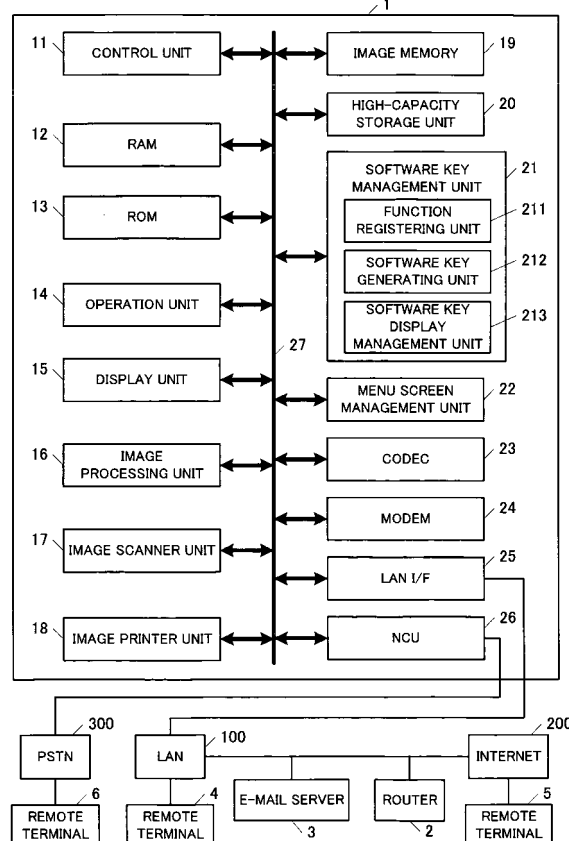 1
11
CONTROL UNIT
12
RAM
13
ROM
14
OPERATION UNIT
15
DISPLAY UNIT
16
IMAGE
PROCESSING UNIT
17
IMAGE SCANNER UNIT
18
IMAGE PRINTER UNIT
27
IMAGE MEMORY
19
HIGH-CAPACITY
STORAGE UNIT
20
SOFTWARE KEY
MANAGEMENT UNIT
21
FUNCTION
REGISTERING UNIT
211
SOFTWARE KEY
GENERATING UNIT
212
SOFTWARE KEY
DISPLAY
MANAGEMENT UNIT
213
MENU SCREEN
MANAGEMENT UNIT
22
CODEC
23
MODEM
24
LAN I/F
25
NCU
26
300
PSTN
100
LAN
200
INTERNET
6
REMOTE
TERMINAL
4
REMOTE
TERMINAL
E-MAIL SERVER
3
ROUTER
2
5
REMOTE
TERMINAL